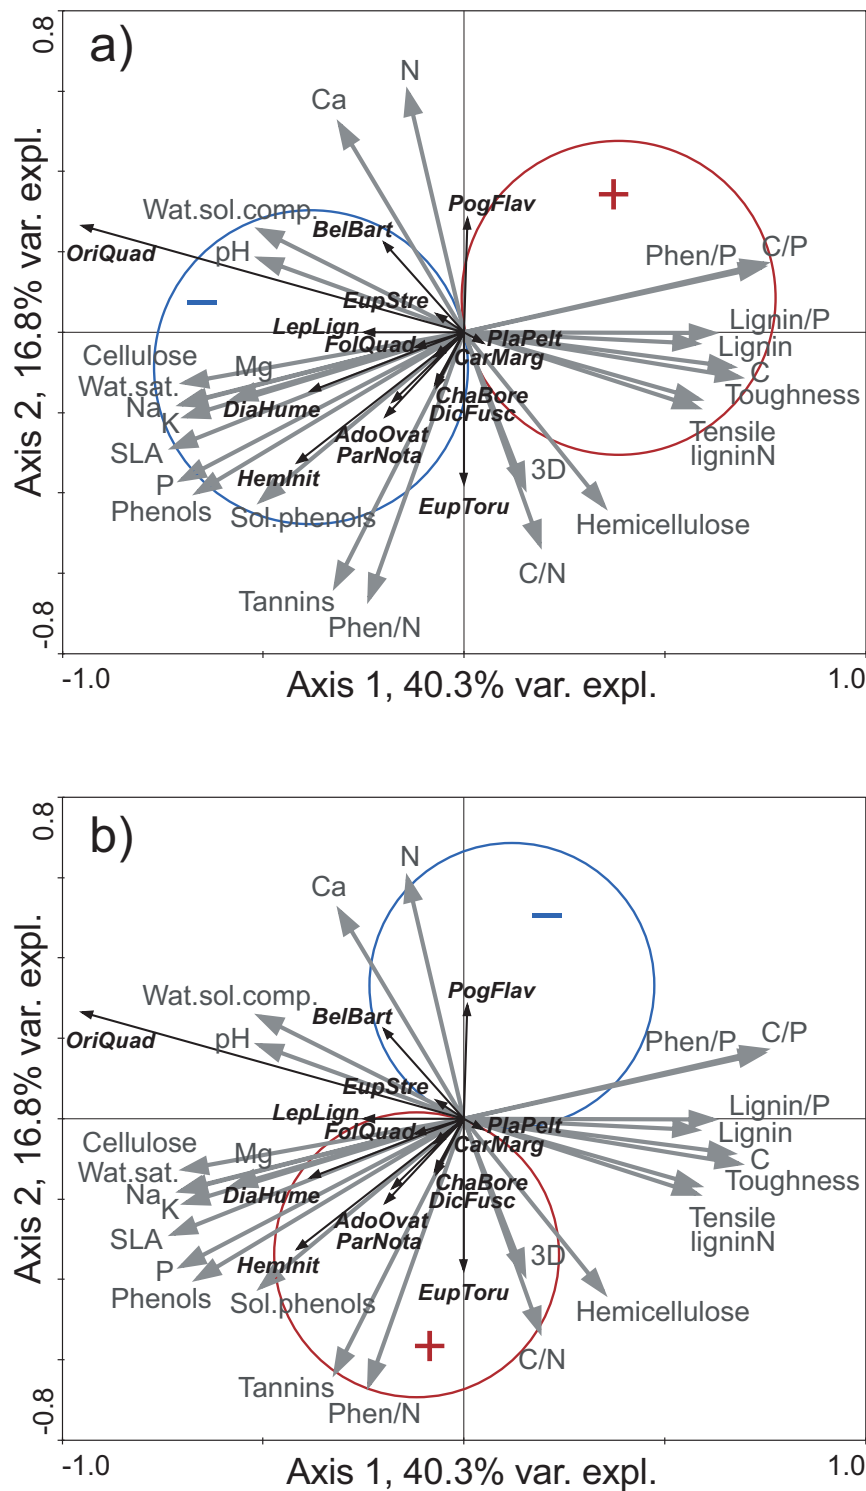 0.8
a)
N
Ca
Wat.sol.comp.
PogFlav
BelBart
OriQuad
pH
+
Phen/P
C/P
−
EupStre
LepLign
FolQuad
PlaPelt
CarMarg
Lignin/P
Lignin
Cellulose
Mg
Wat.sat.
C
Na
DiaHume
ChaBore
DicFusc
Toughness
K
AdoOvat
Tensile
SLA
ParNota
ligninN
P
HemInit
3D
Phenols
Sol.phenols
EupToru
Hemicellulose
C/N
Tannins
Phen/N
Axis 2, 16.8% var. expl.
-0.8
-1.0
Axis 1, 40.3% var. expl.
1.0
0.8
b)
N
Ca
−
Wat.sol.comp.
PogFlav
BelBart
OriQuad
pH
Phen/P
C/P
EupStre
LepLign
FolQuad
PlaPelt
CarMarg
Lignin/P
Lignin
Cellulose
Mg
Wat.sat.
C
Na
DiaHume
ChaBore
DicFusc
Toughness
K
AdoOvat
Tensile
SLA
ParNota
ligninN
P
HemInit
3D
Phenols
Sol.phenols
EupToru
Hemicellulose
+
C/N
Tannins
Phen/N
Axis 2, 16.8% var. expl.
-0.8
-1.0
Axis 1, 40.3% var. expl.
1.0